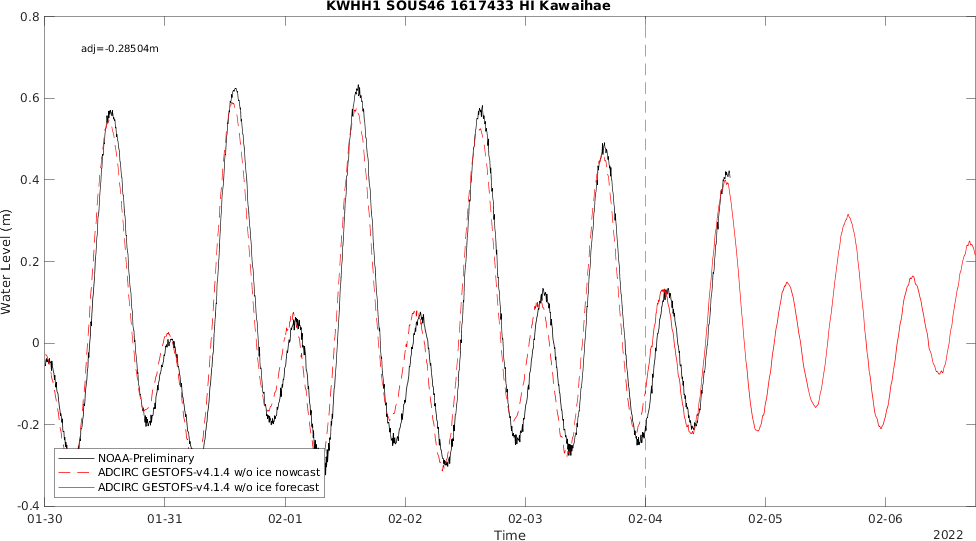 KWHH1 SOUS46 1617433 HI Kawaihae
adj=-0.28504m
Water Level (m)
0.8
0.6
0.4
0.2
0
-0.2
-0.4
NOAA-Preliminary
ADCIRC GESTOFS-v4.1.4 w/o ice nowcast
ADCIRC GESTOFS-v4.1.4 w/o ice forecast
01-30 01-31 02-01 02-02 02-03 02-04 02-05 02-06
Time
2022